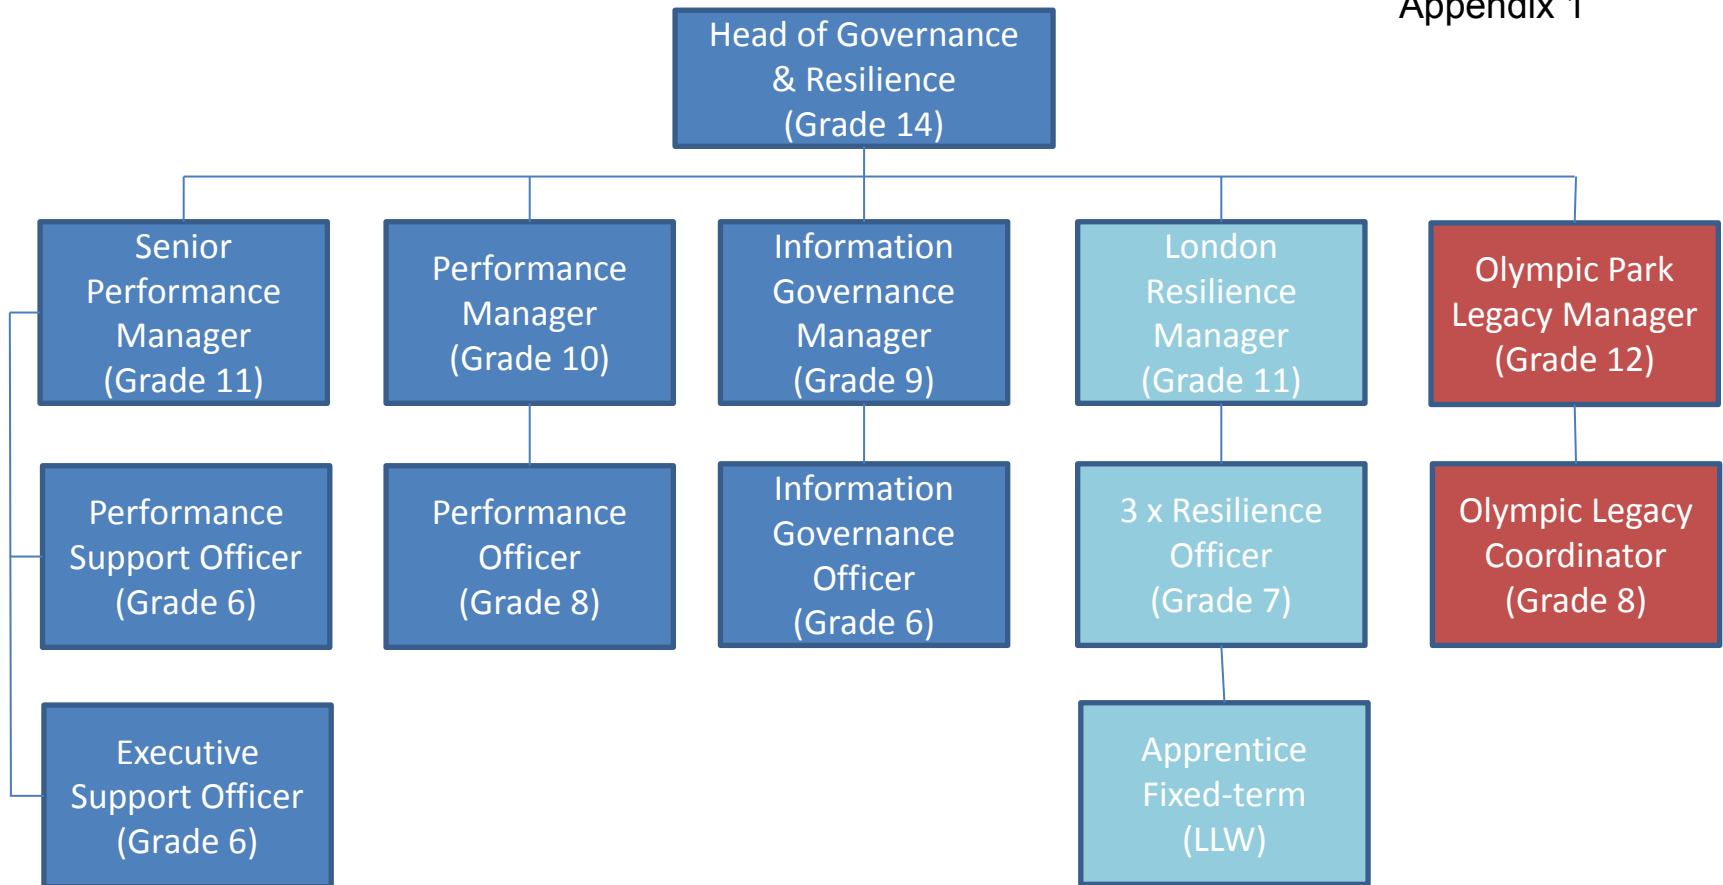 Appendix 1
Head of Governance
& Resilience
(Grade 14)
Senior
Performance
Manager
(Grade 11)
Performance
Manager
(Grade 10)
Information
Governance
Manager
(Grade 9)
London
Resilience
Manager
(Grade 11)
Olympic Park
Legacy Manager
(Grade 12)
Performance
Support Officer
(Grade 6)
Performance
Officer
(Grade 8)
Information
Governance
Officer
(Grade 6)
3 x Resilience
Officer
(Grade 7)
Olympic Legacy
Coordinator
(Grade 8)
Executive
Support Officer
(Grade 6)
Apprentice
Fixed-term
(LLW)